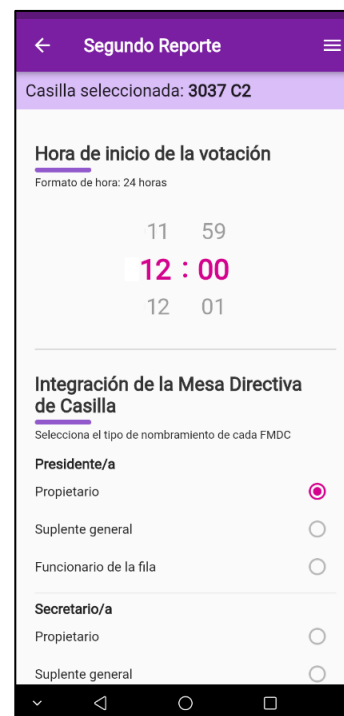 Segundo Reporte
Casilla seleccionada: 3037 C2
Hora de inicio de la votación
Formato de hora: 24 horas
11 59
12 : 00
12 01
Integración de la Mesa Directiva
de Casilla
Selecciona el tipo de nombramiento de cada FMDC
Presidente/a
Propietario
Suplente general
Funcionario de la fila
Secretario/a
Propietario
Suplente general